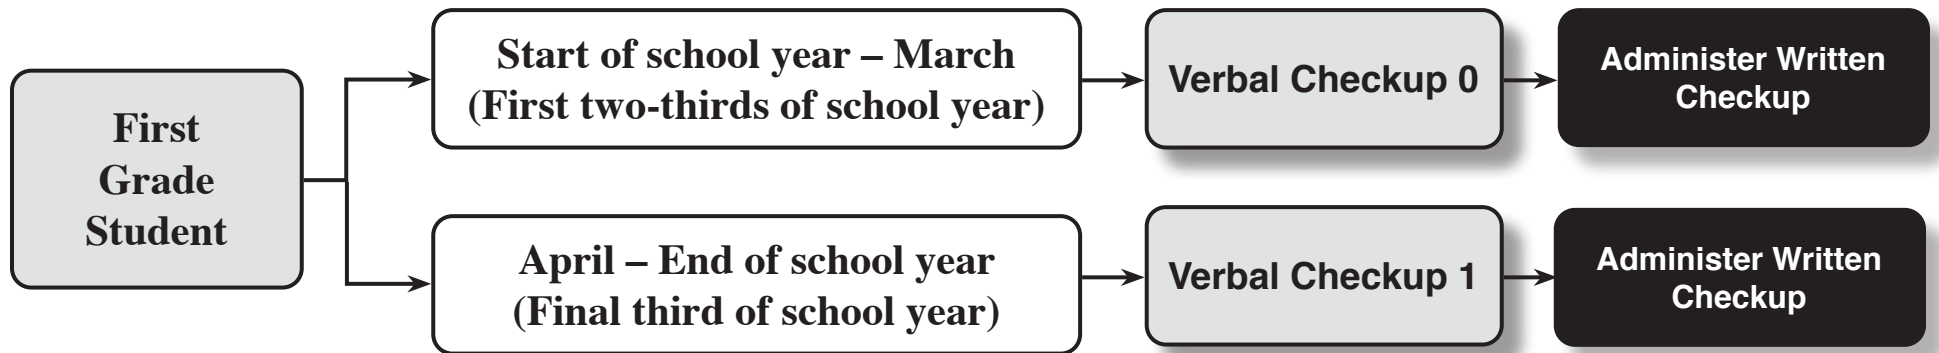 First
Grade
Student
Start of school year – March
(First two-thirds of school year)
Verbal Checkup 0
Administer Written
Checkup
April – End of school year
(Final third of school year)
Verbal Checkup 1
Administer Written
Checkup